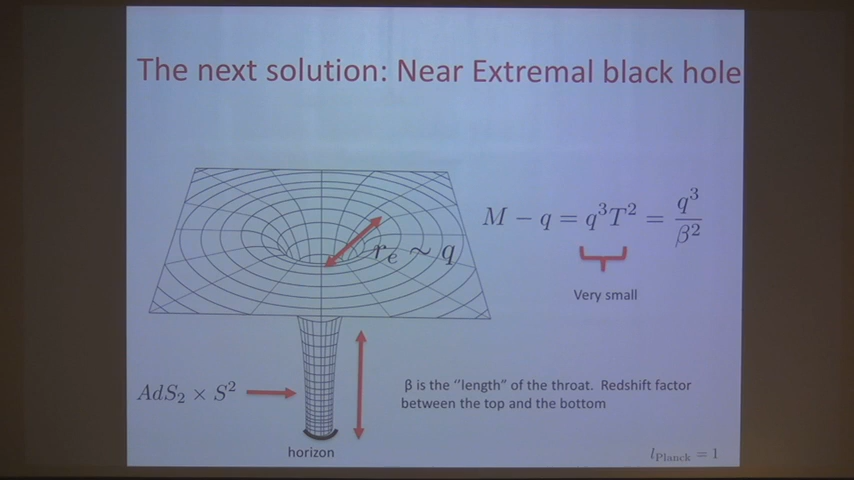 The next solution: Near Extremal black hole
M − q = q³T² = q³/β²
r_e ~ q
Very small
AdS₂ × S²
β is the ‘‘length” of the throat. Redshift factor
between the top and the bottom
horizon
l_Planck = 1